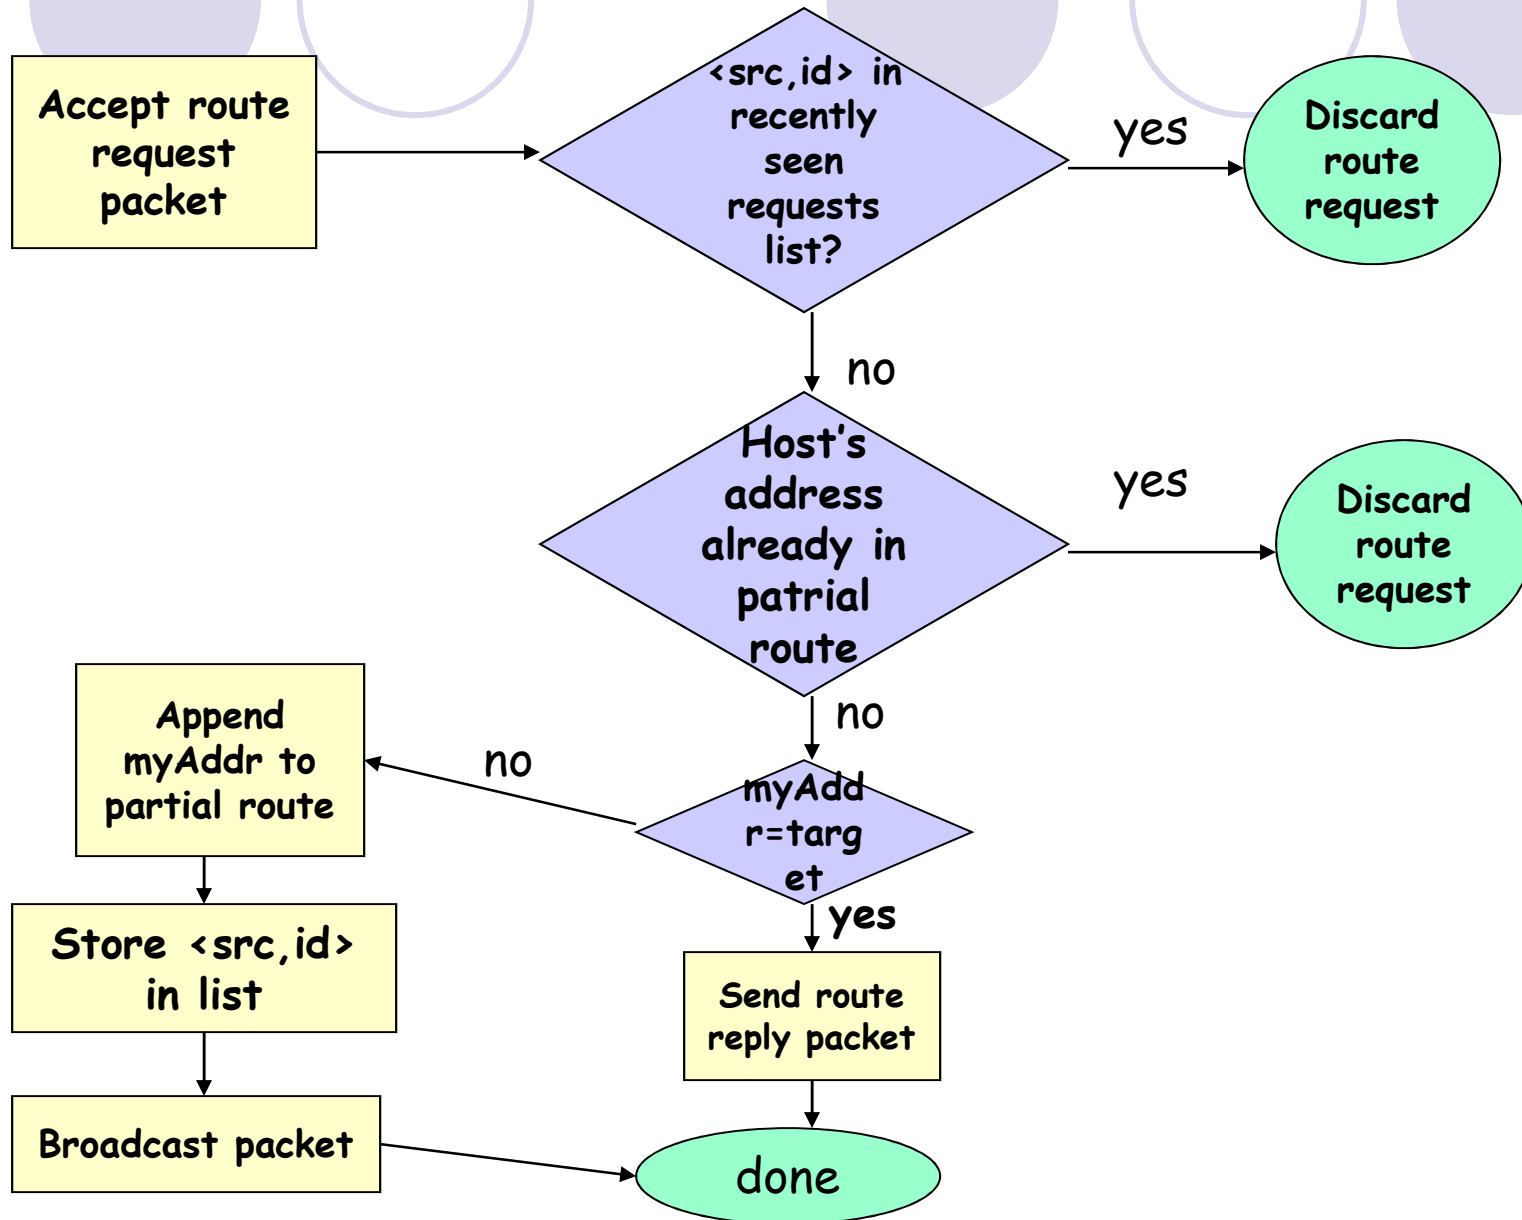 Accept route
request
packet
<src,id> in
recently
seen
requests
list?
yes
Discard
route
request
no
Host's
address
already in
patrial
route
yes
Discard
route
request
no
myAdd
r=targ
et
no
Append
myAddr to
partial route
yes
Store <src,id>
in list
Send route
reply packet
Broadcast packet
done